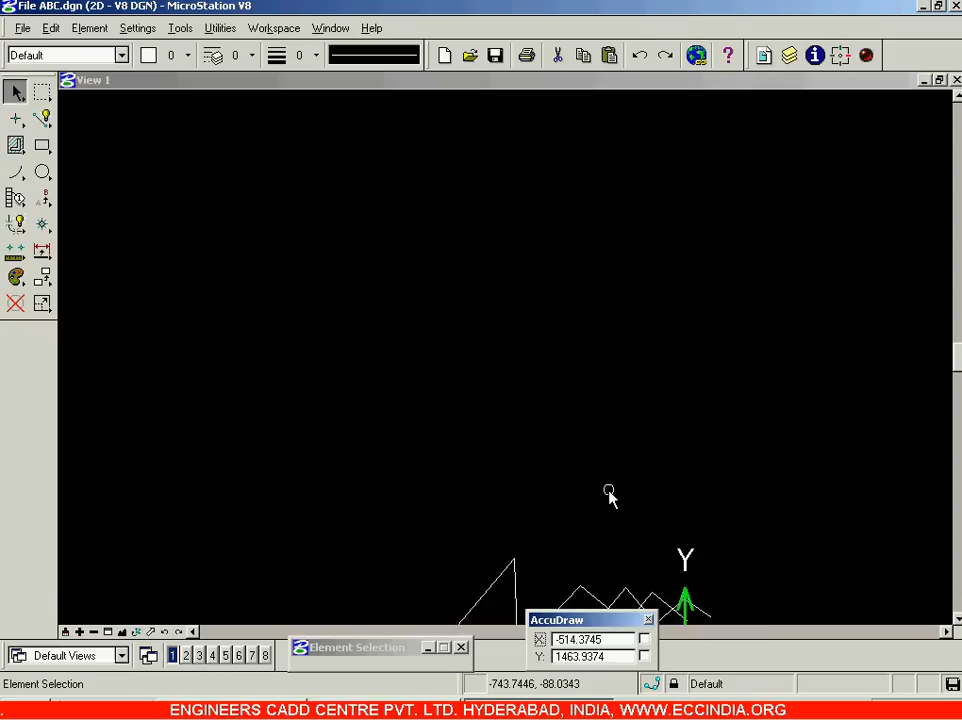 File ABC.dgn (2D - V8 DGN) - MicroStation V8
File Edit Element Settings Tools Utilities Workspace Window Help
Default 0 0 0
View 1
Y
AccuDraw
X: -514.3745
Y: 1463.9374
Default Views 1 2 3 4 5 6 7 8
Element Selection
Element Selection -743.7446, -88.0343 Default
ENGINEERS CADD CENTRE PVT. LTD. HYDERABAD, INDIA, WWW.ECCINDIA.ORG